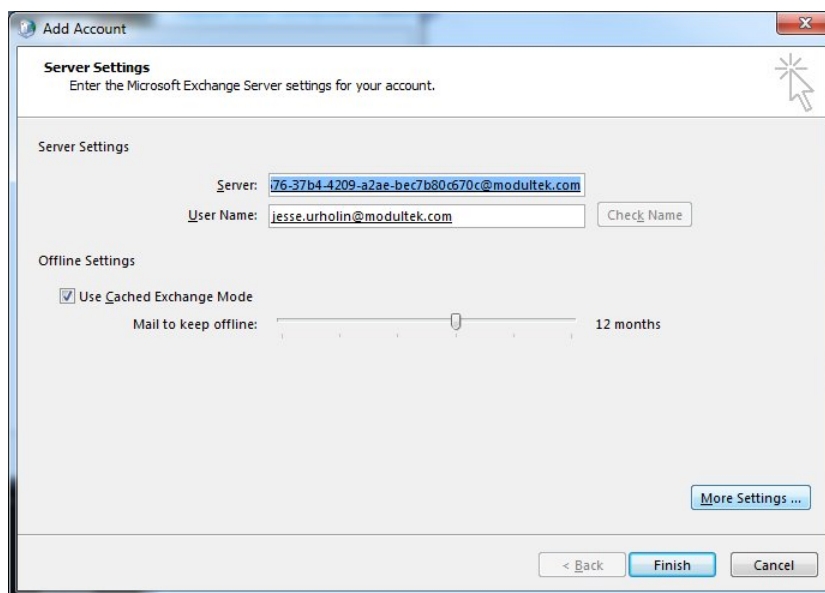 Add Account
Server Settings
Enter the Microsoft Exchange Server settings for your account.
Server Settings
Server: 76-37b4-4209-a2ae-bec7b80c670c@modultek.com
User Name: jesse.urholin@modultek.com Check Name
Offline Settings
Use Cached Exchange Mode
Mail to keep offline: 12 months
More Settings ...
< Back Finish Cancel